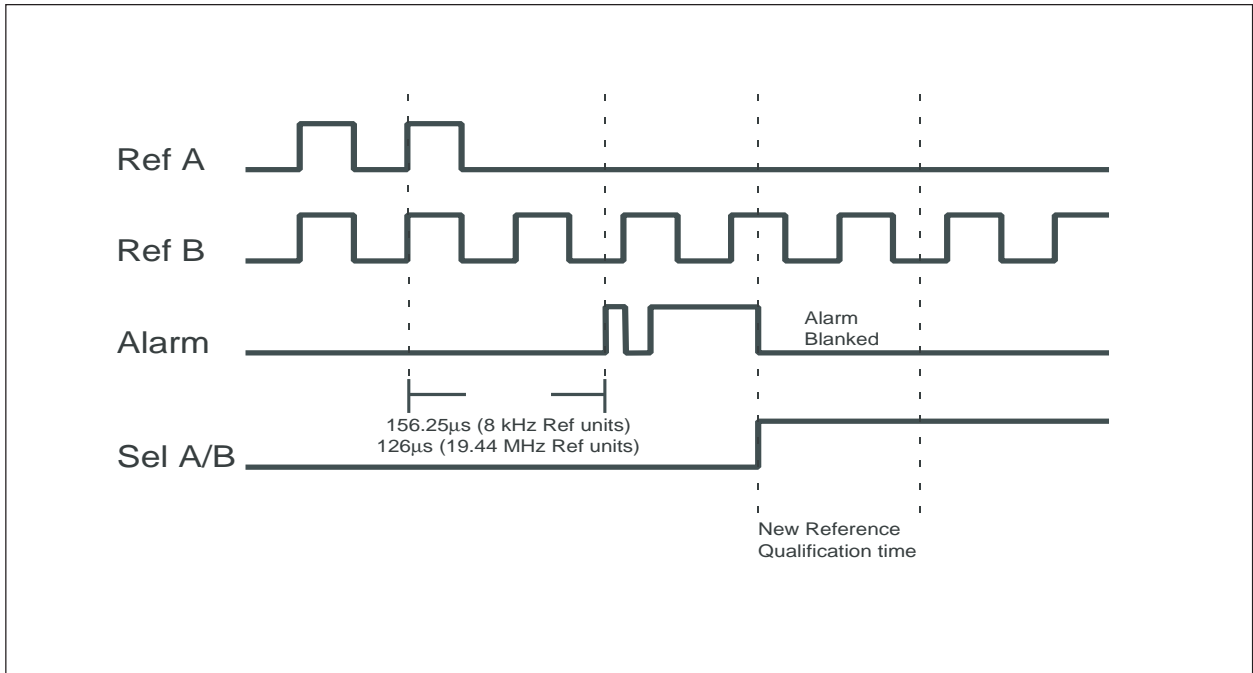 Ref A
Ref B
Alarm
Alarm
Blanked
156.25μs (8 kHz Ref units)
126μs (19.44 MHz Ref units)
Sel A/B
New Reference
Qualification time